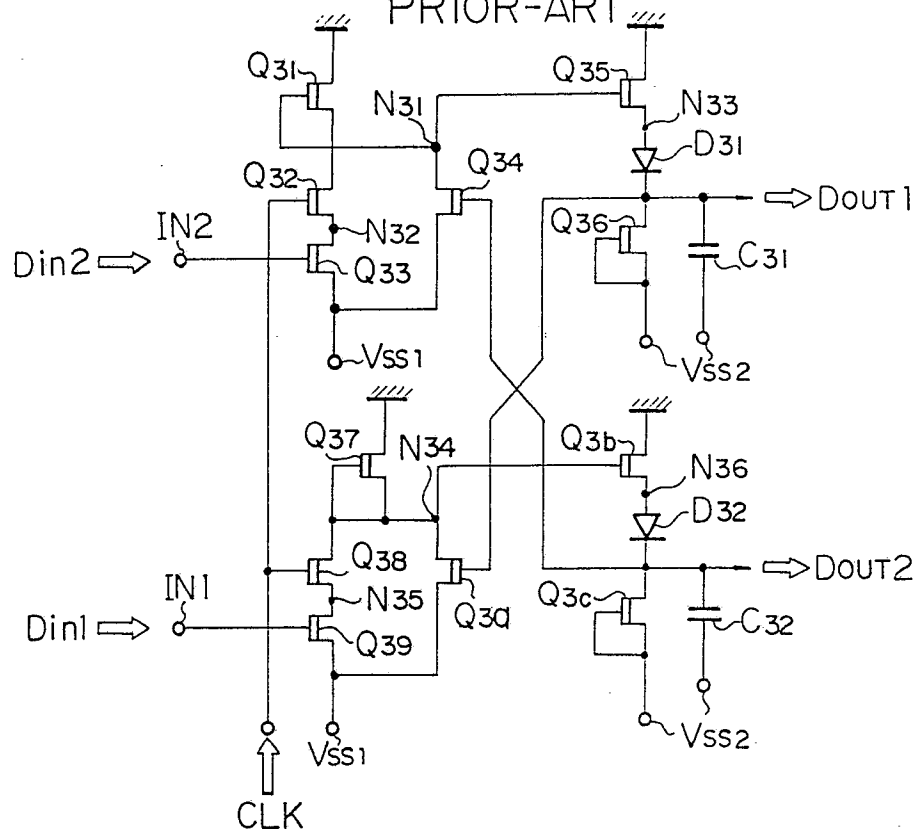 PRIOR-ART
Q31
Q35
N31
N33
D31
Q32
Q34
IN2
N32
Q36
DOUT1
Din2
Q33
C31
VSS1
VSS2
Q37
N34
Q3b
N36
D32
Q38
IN1
N35
Q3a
Q3c
DOUT2
Din1
Q39
C32
VSS1
VSS2
CLK